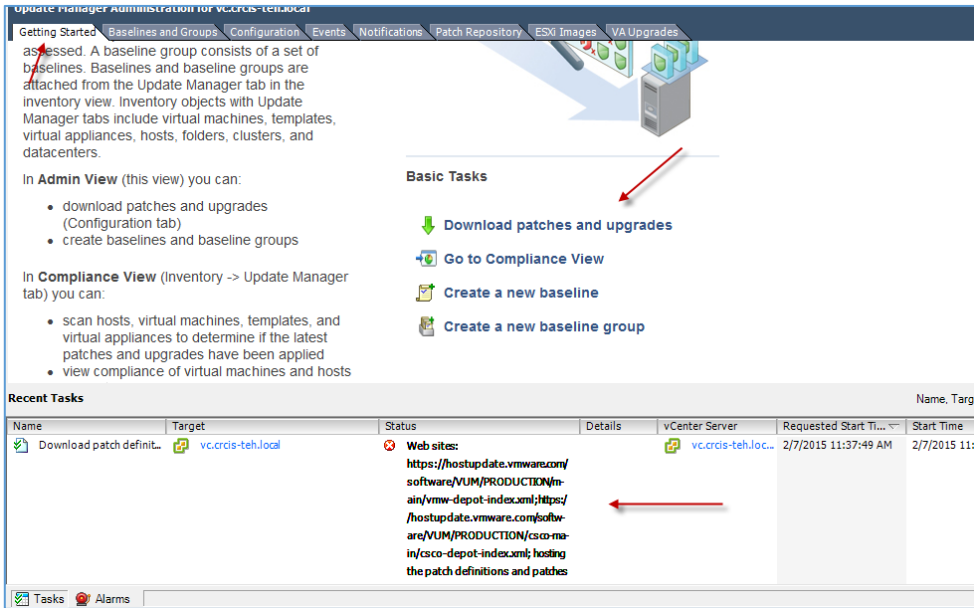 Update Manager Administration for vc.crcis-teh.local
Getting Started Baselines and Groups Configuration Events Notifications Patch Repository ESXi Images VA Upgrades
assessed. A baseline group consists of a set of
baselines. Baselines and baseline groups are
attached from the Update Manager tab in the
inventory view. Inventory objects with Update
Manager tabs include virtual machines, templates,
virtual appliances, hosts, folders, clusters, and
datacenters.
In Admin View (this view) you can:
• download patches and upgrades
(Configuration tab)
• create baselines and baseline groups
In Compliance View (Inventory -> Update Manager
tab) you can:
• scan hosts, virtual machines, templates, and
virtual appliances to determine if the latest
patches and upgrades have been applied
• view compliance of virtual machines and hosts
Basic Tasks
Download patches and upgrades
Go to Compliance View
Create a new baseline
Create a new baseline group
Recent Tasks
Name, Targ
Name Target Status Details vCenter Server Requested Start Ti... Start Time
Download patch definit... vc.crcis-teh.local
Web sites:
https://hostupdate.vmware.com/
software/VUM/PRODUCTION/m-
ain/vmw-depot-index.xml;https:/
/hostupdate.vmware.com/softw-
are/VUM/PRODUCTION/csco-ma-
in/csco-depot-index.xml; hosting
the patch definitions and patches
vc.crcis-teh.loc... 2/7/2015 11:37:49 AM 2/7/2015 11:
Tasks Alarms